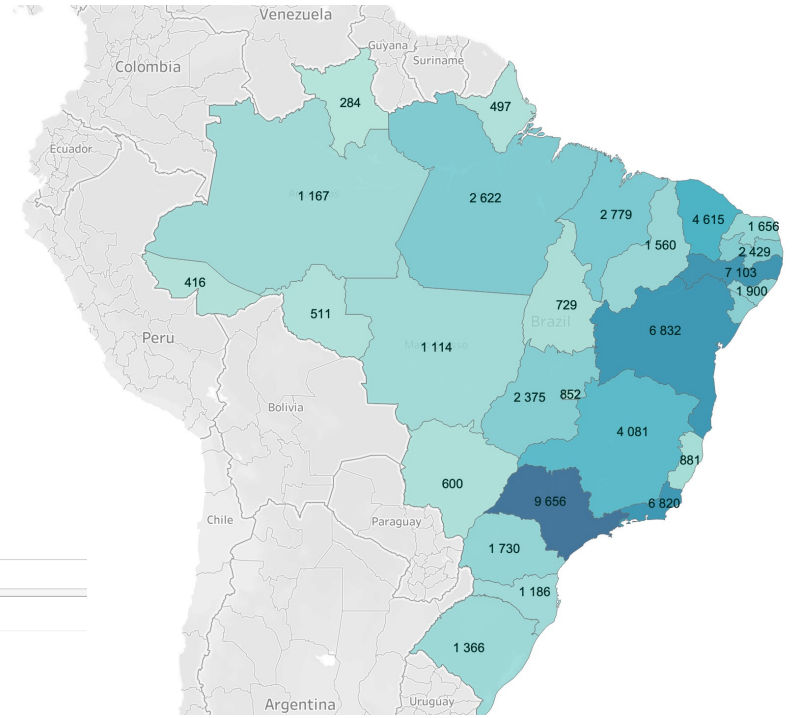 Venezuela
Guyana
Suriname
Colombia
284
497
Ecuador
1 167
2 622
2 779
4 615
1 656
1 560
2 429
7 103
1 900
416
511
729
Brazil
6 832
Peru
1 114
2 375
852
Bolivia
4 081
881
600
9 656
6 820
Chile
Paraguay
1 730
1 186
1 366
Argentina
Uruguay